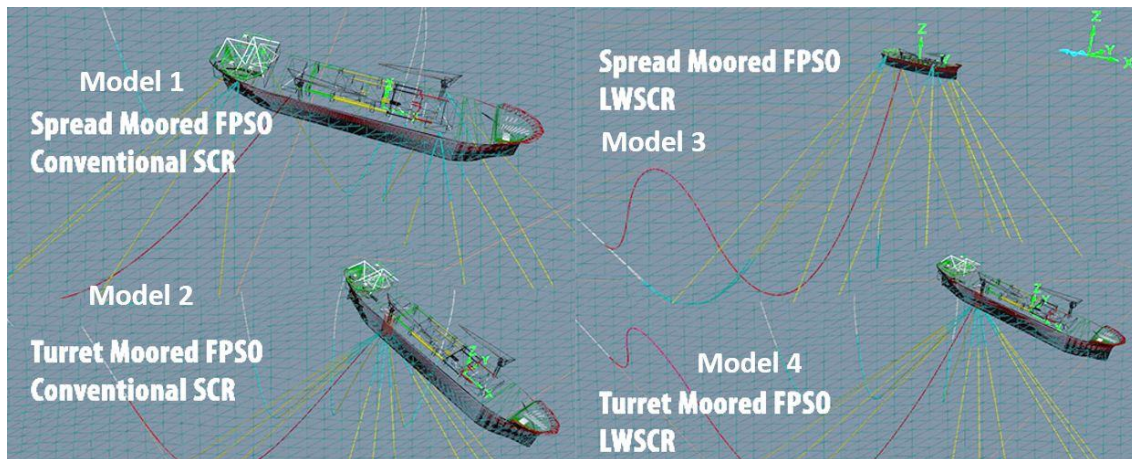 Model 1
Spread Moored FPSO
Conventional SCR
Model 2
Turret Moored FPSO
Conventional SCR
Spread Moored FPSO
LWSCR
Model 3
Model 4
Turret Moored FPSO
LWSCR
Z
Z
Y
X